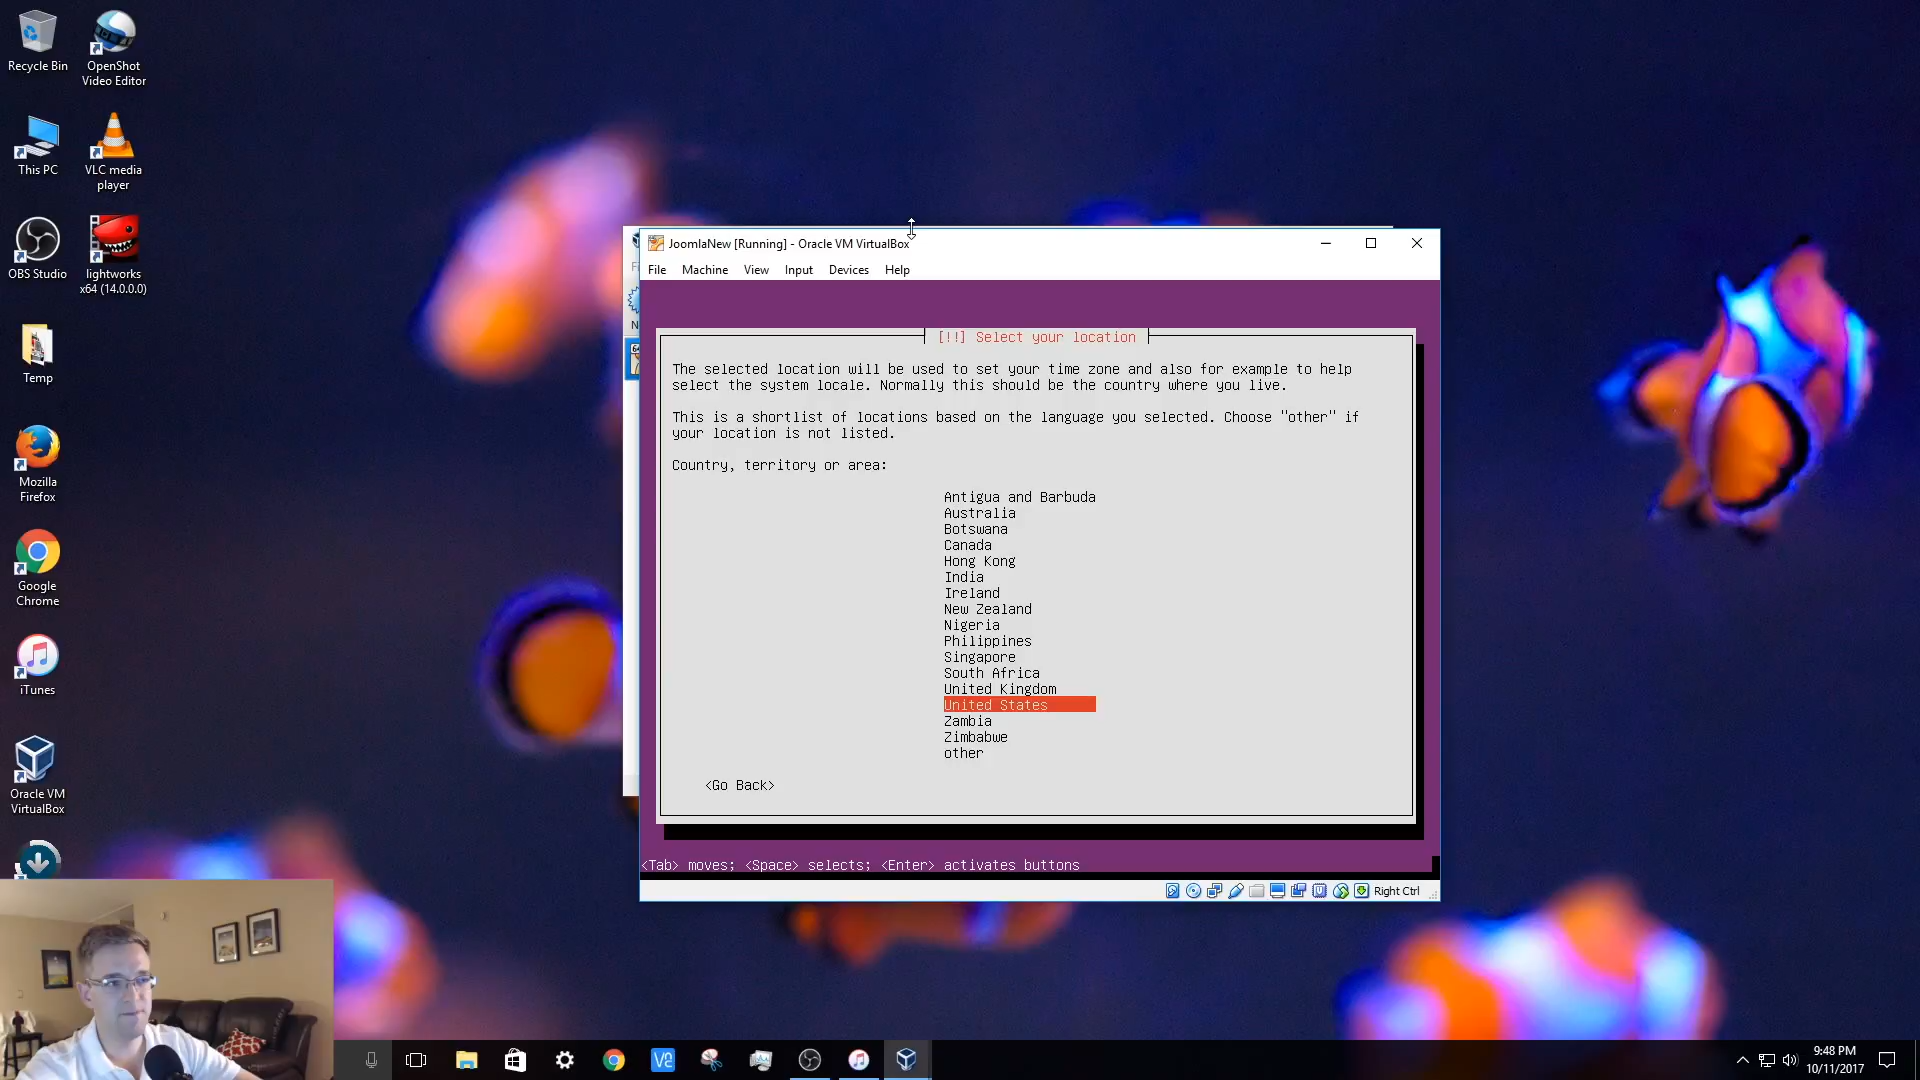 Recycle Bin
OpenShot
Video Editor
This PC
VLC media
player
OBS Studio
lightworks
x64 (14.0.0.0)
Temp
Mozilla
Firefox
Google
Chrome
iTunes
Oracle VM
VirtualBox
JoomlaNew [Running] - Oracle VM VirtualBox
File Machine View Input Devices Help
[!!] Select your location
The selected location will be used to set your time zone and also for example to help
select the system locale. Normally this should be the country where you live.
This is a shortlist of locations based on the language you selected. Choose "other" if
your location is not listed.
Country, territory or area:
Antigua and Barbuda
Australia
Botswana
Canada
Hong Kong
India
Ireland
New Zealand
Nigeria
Philippines
Singapore
South Africa
United Kingdom
United States
Zambia
Zimbabwe
other
<Go Back>
<Tab> moves; <Space> selects; <Enter> activates buttons
Right Ctrl
9:48 PM
10/11/2017